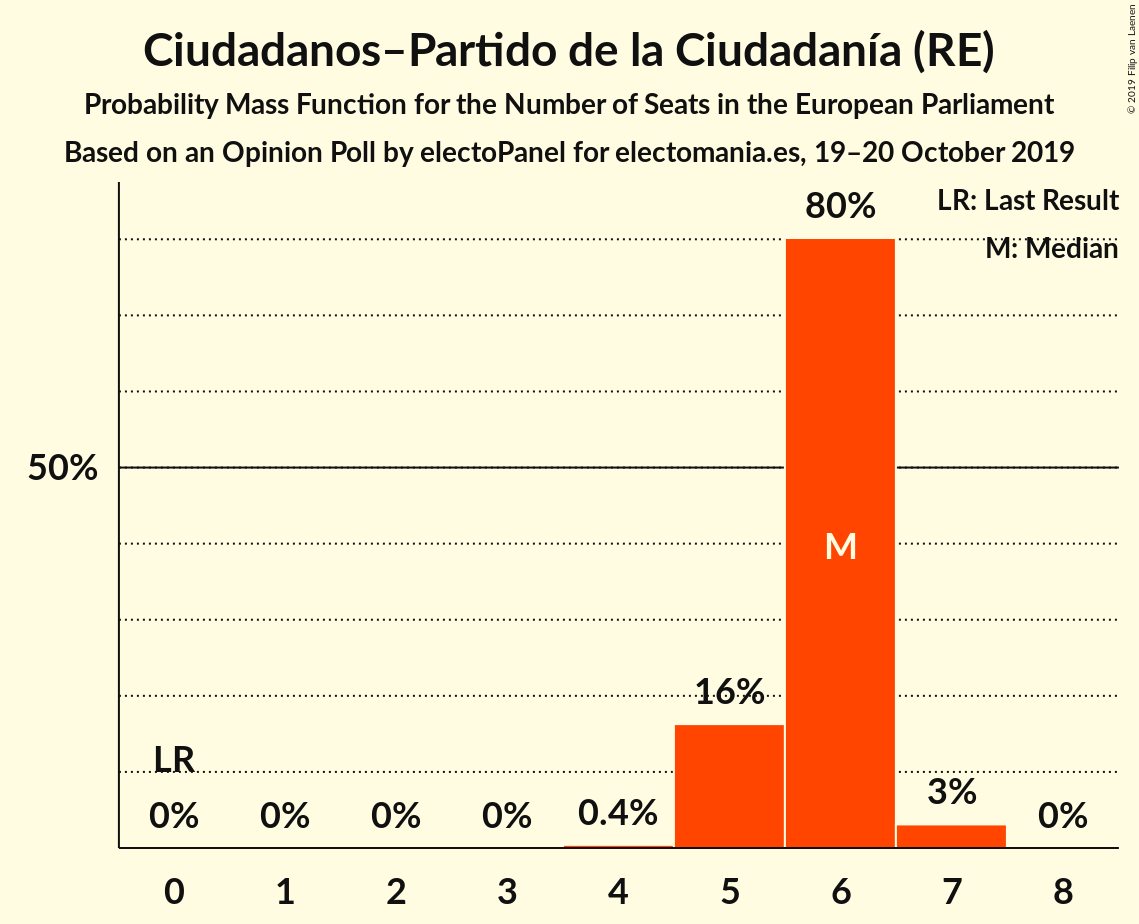 Ciudadanos–Partido de la Ciudadanía (RE)
Probability Mass Function for the Number of Seats in the European Parliament
Based on an Opinion Poll by electoPanel for electomania.es, 19–20 October 2019
© 2019 Filip van Laenen
LR: Last Result
M: Median
80%
50%
M
16%
LR
3%
0% 0% 0% 0% 0.4% 0%
0 1 2 3 4 5 6 7 8